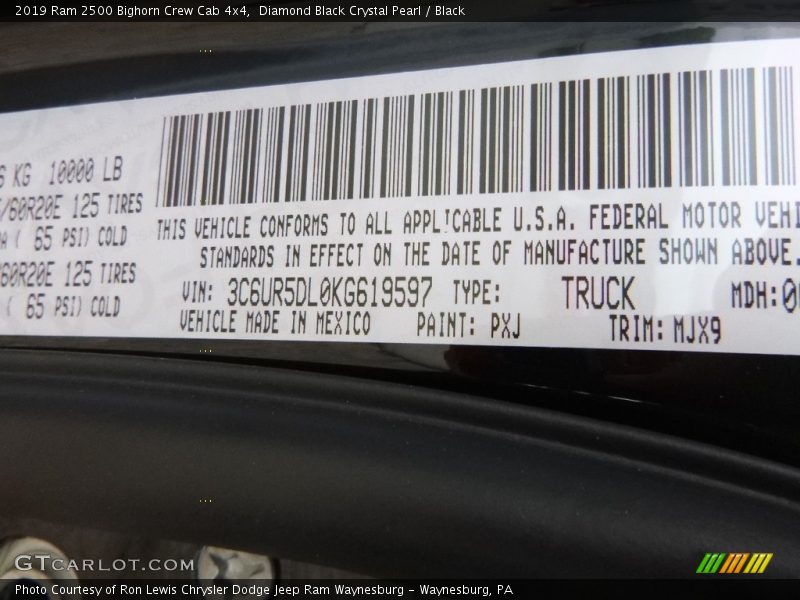 2019 Ram 2500 Bighorn Crew Cab 4x4, Diamond Black Crystal Pearl / Black
KG 10000 LB
/60R20E 125 TIRES
( 65 PSI) COLD
/60R20E 125 TIRES
( 65 PSI) COLD
THIS VEHICLE CONFORMS TO ALL APPL!CABLE U.S.A. FEDERAL MOTOR VEHI
STANDARDS IN EFFECT ON THE DATE OF MANUFACTURE SHOWN ABOVE.
VIN: 3C6UR5DL0KG619597 TYPE: TRUCK MDH:0
VEHICLE MADE IN MEXICO PAINT: PXJ TRIM: MJX9
GTCARLOT.COM
Photo Courtesy of Ron Lewis Chrysler Dodge Jeep Ram Waynesburg - Waynesburg, PA